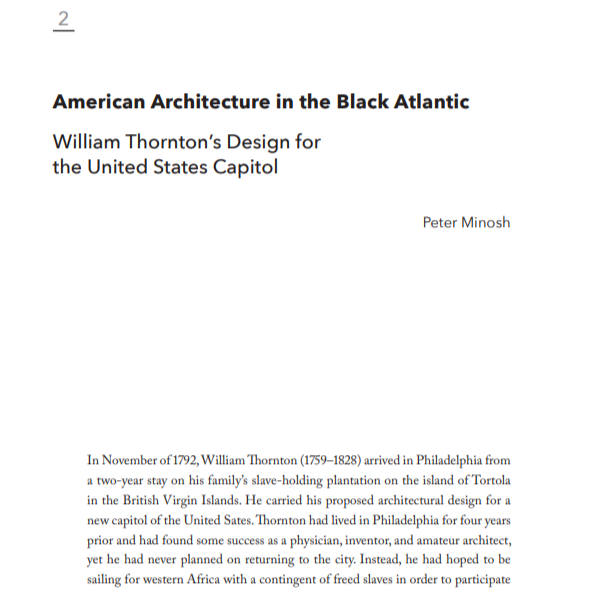 2
American Architecture in the Black Atlantic
William Thornton’s Design for
the United States Capitol
Peter Minosh
In November of 1792, William Thornton (1759–1828) arrived in Philadelphia from
a two-year stay on his family’s slave-holding plantation on the island of Tortola
in the British Virgin Islands. He carried his proposed architectural design for a
new capitol of the United Sates. Thornton had lived in Philadelphia for four years
prior and had found some success as a physician, inventor, and amateur architect,
yet he had never planned on returning to the city. Instead, he had hoped to be
sailing for western Africa with a contingent of freed slaves in order to participate